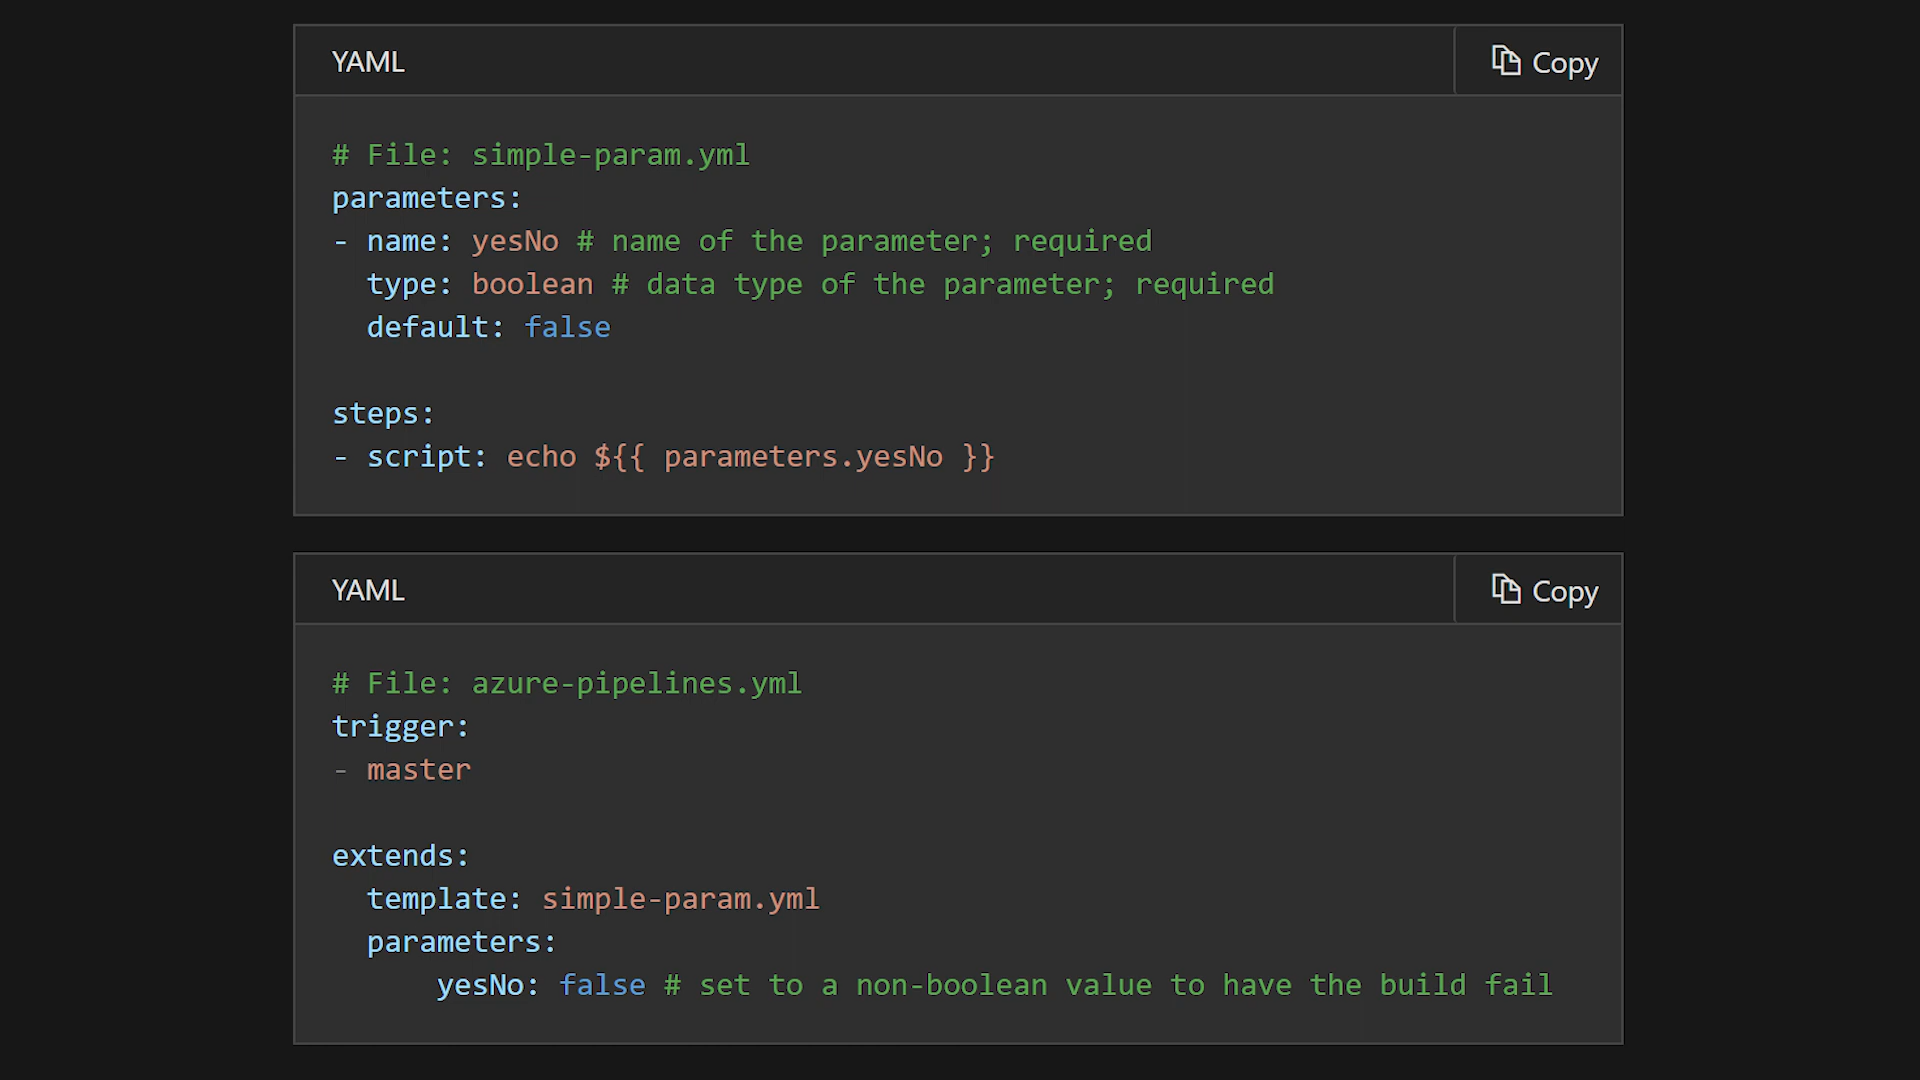 YAML
Copy
# File: simple-param.yml
parameters:
- name: yesNo # name of the parameter; required
  type: boolean # data type of the parameter; required
  default: false
steps:
- script: echo ${{ parameters.yesNo }}
YAML
Copy
# File: azure-pipelines.yml
trigger:
- master
extends:
  template: simple-param.yml
  parameters:
      yesNo: false # set to a non-boolean value to have the build fail